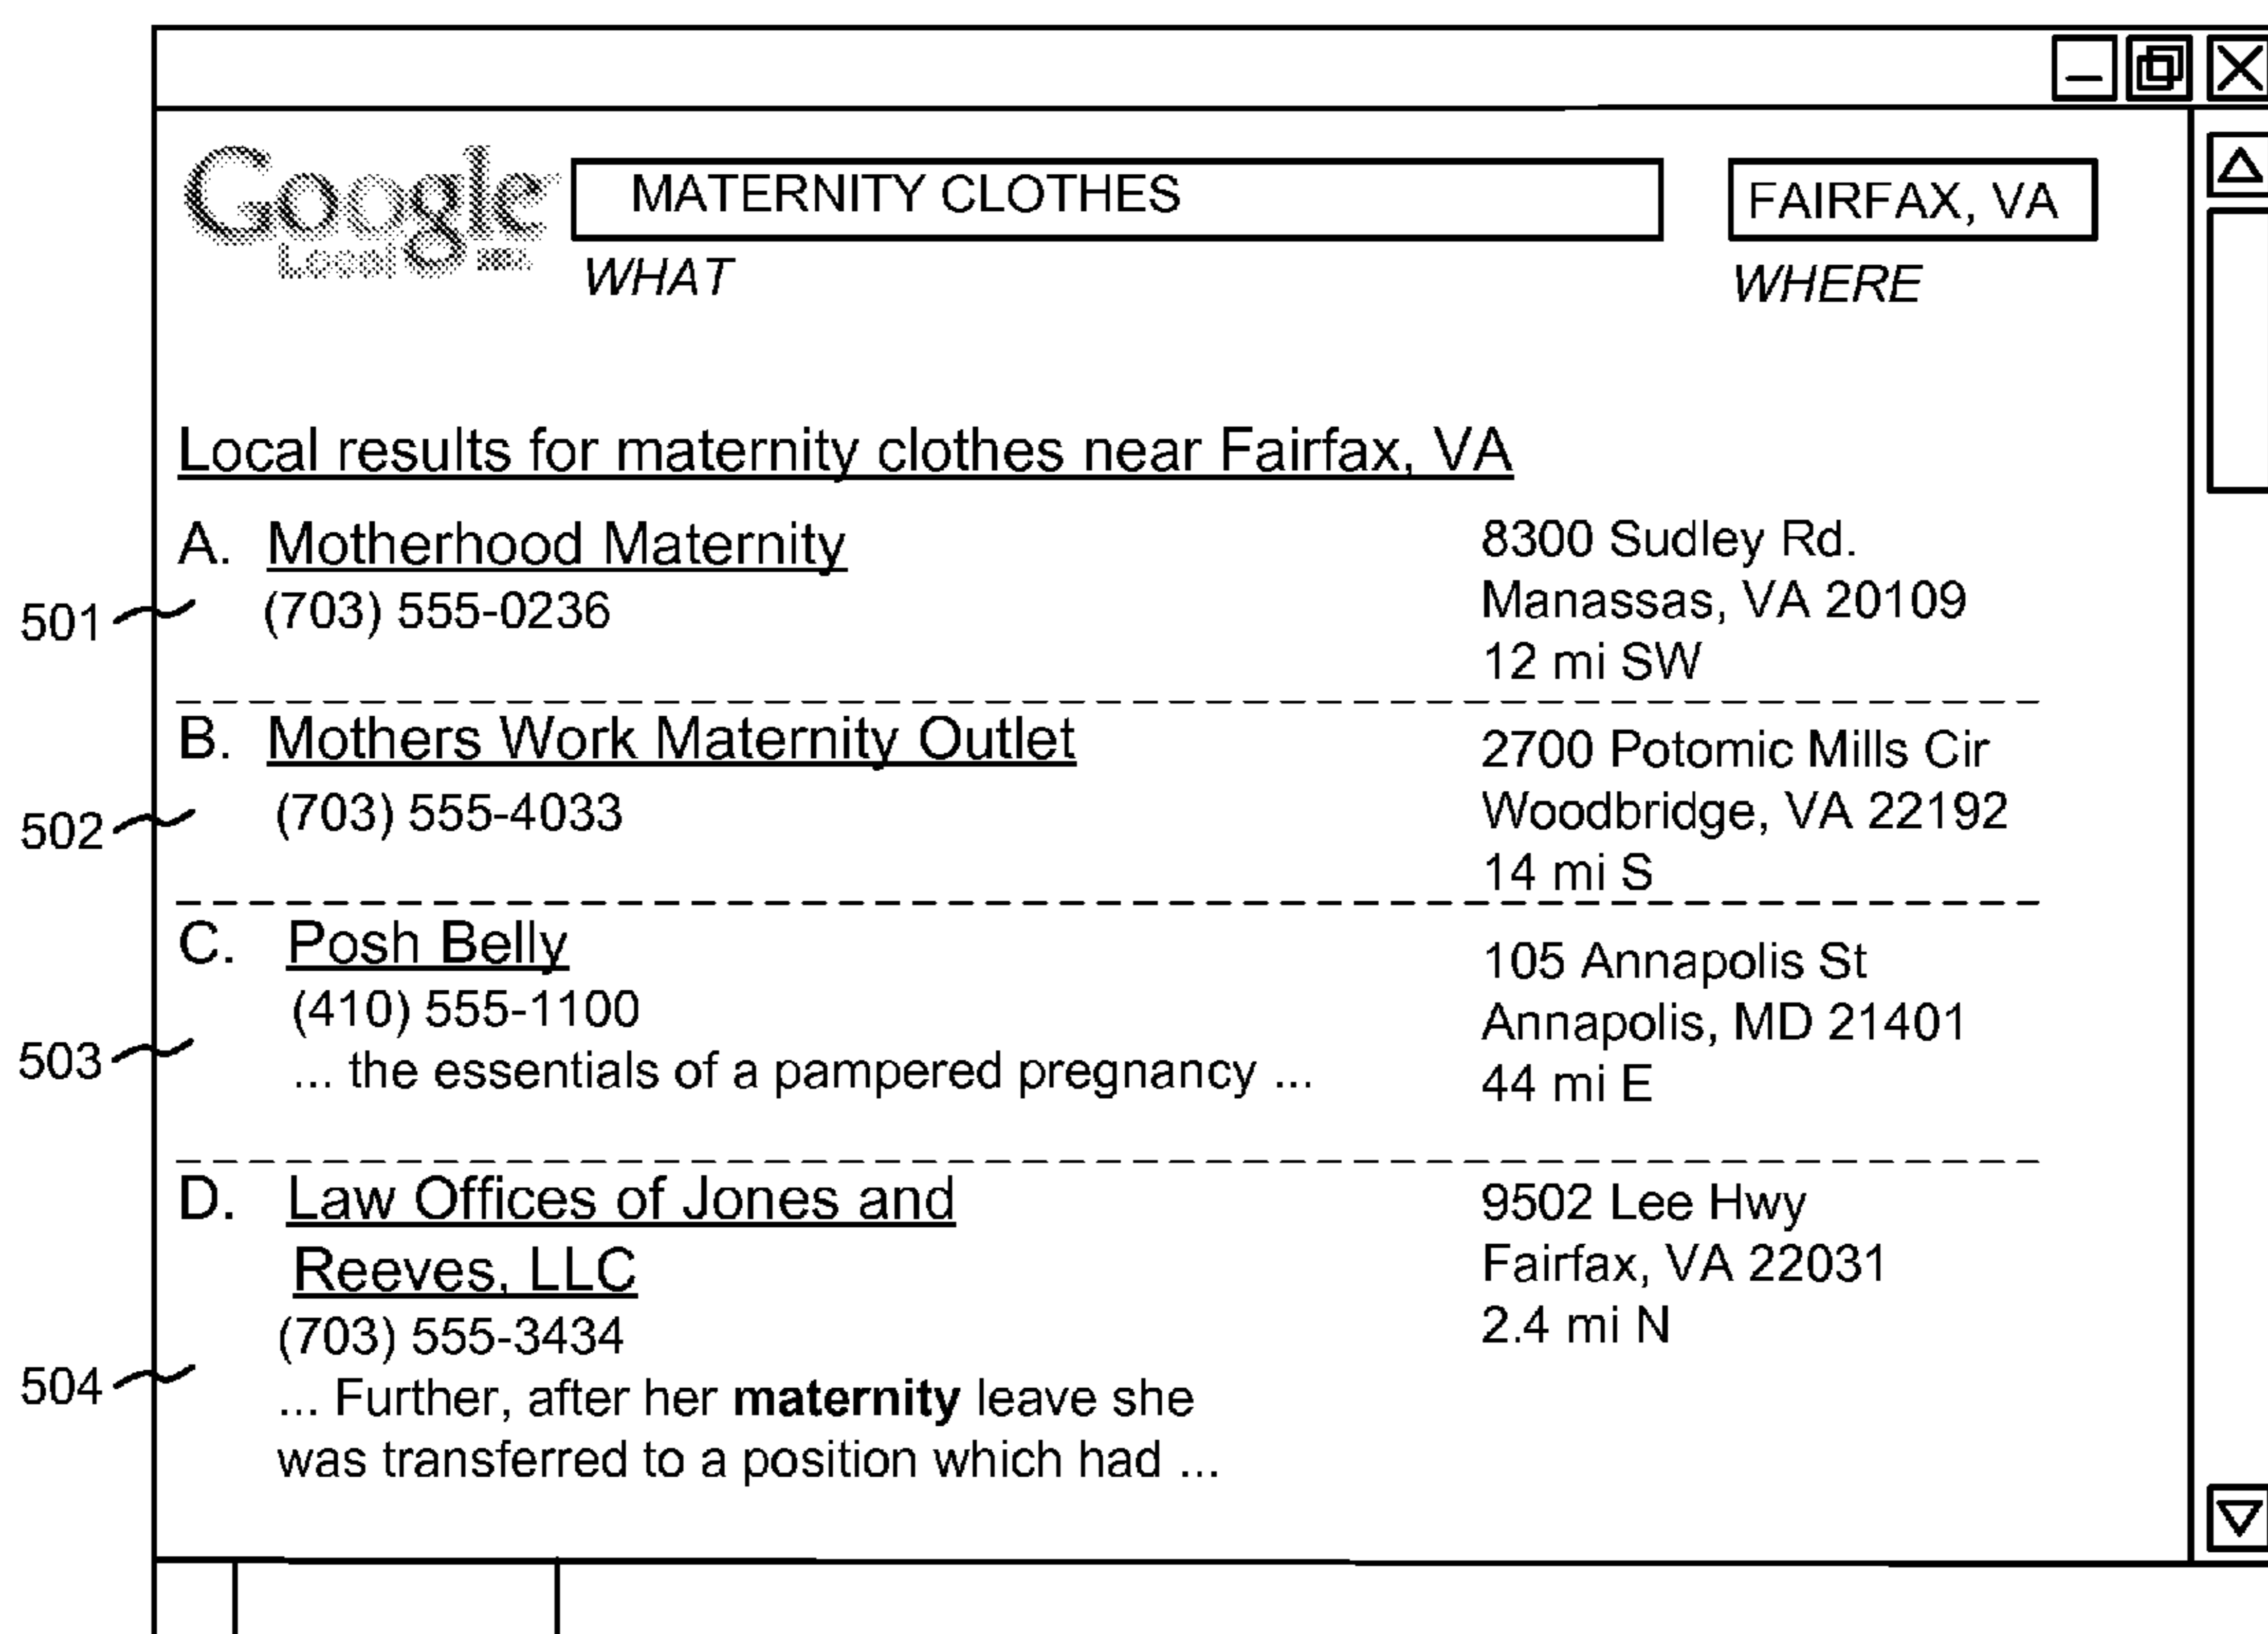 Google
Local
MATERNITY CLOTHES
FAIRFAX, VA
WHAT
WHERE
Local results for maternity clothes near Fairfax, VA
A. Motherhood Maternity
8300 Sudley Rd.
501
(703) 555-0236
Manassas, VA 20109
12 mi SW
B. Mothers Work Maternity Outlet
2700 Potomic Mills Cir
502
(703) 555-4033
Woodbridge, VA 22192
14 mi S
C. Posh Belly
105 Annapolis St
(410) 555-1100
Annapolis, MD 21401
503
... the essentials of a pampered pregnancy ...
44 mi E
D. Law Offices of Jones and
9502 Lee Hwy
Reeves, LLC
Fairfax, VA 22031
(703) 555-3434
2.4 mi N
504
... Further, after her maternity leave she
was transferred to a position which had ...